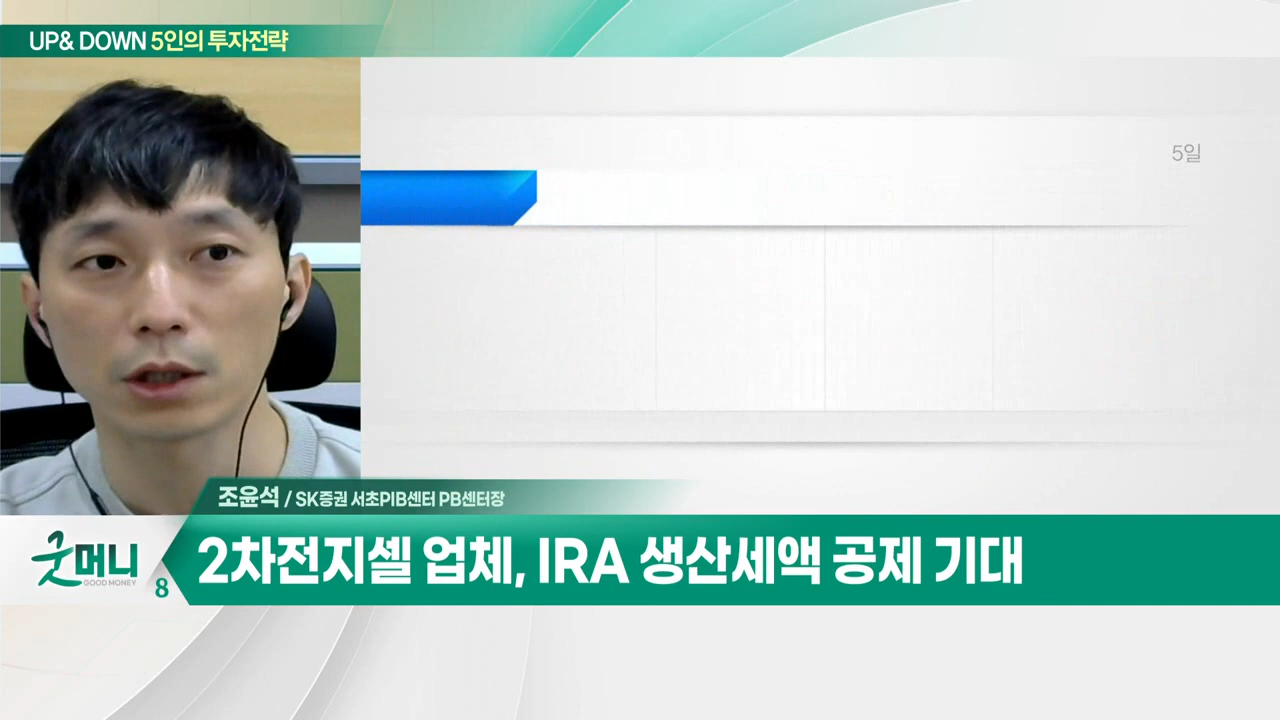 UP& DOWN 5인의 투자전략
5일
조윤석 / SK증권 서초PIB센터 PB센터장
굿머니
GOOD MONEY
8
2차전지셀 업체, IRA 생산세액 공제 기대